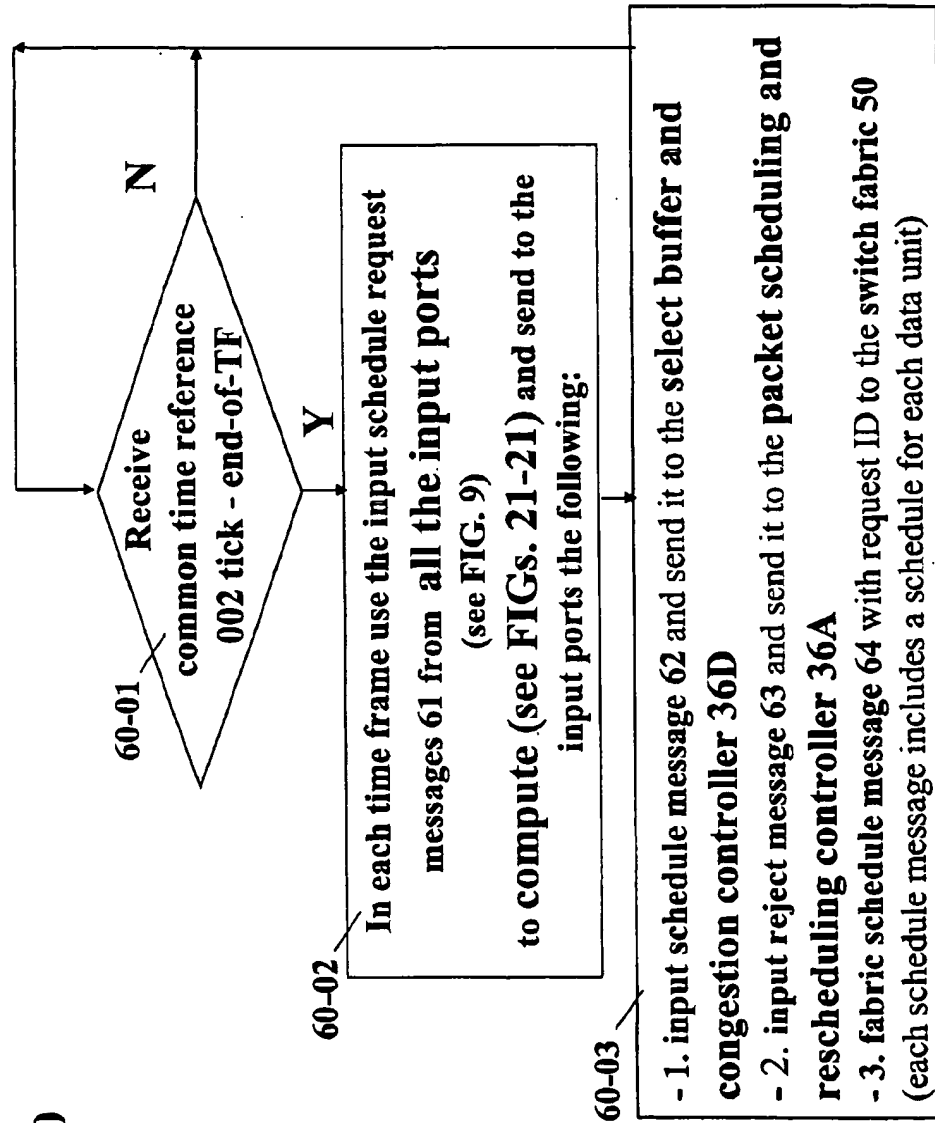 Receive
common time reference
002 tick - end-of-TF
60-01
N
Y
60-02
In each time frame use the input schedule request
messages 61 from all the input ports
(see FIG. 9)
to compute (see FIGs. 21-21) and send to the
input ports the following:
60-03
- 1. input schedule message 62 and send it to the select buffer and
congestion controller 36D
- 2. input reject message 63 and send it to the packet scheduling and
rescheduling controller 36A
- 3. fabric schedule message 64 with request ID to the switch fabric 50
(each schedule message includes a schedule for each data unit)
)